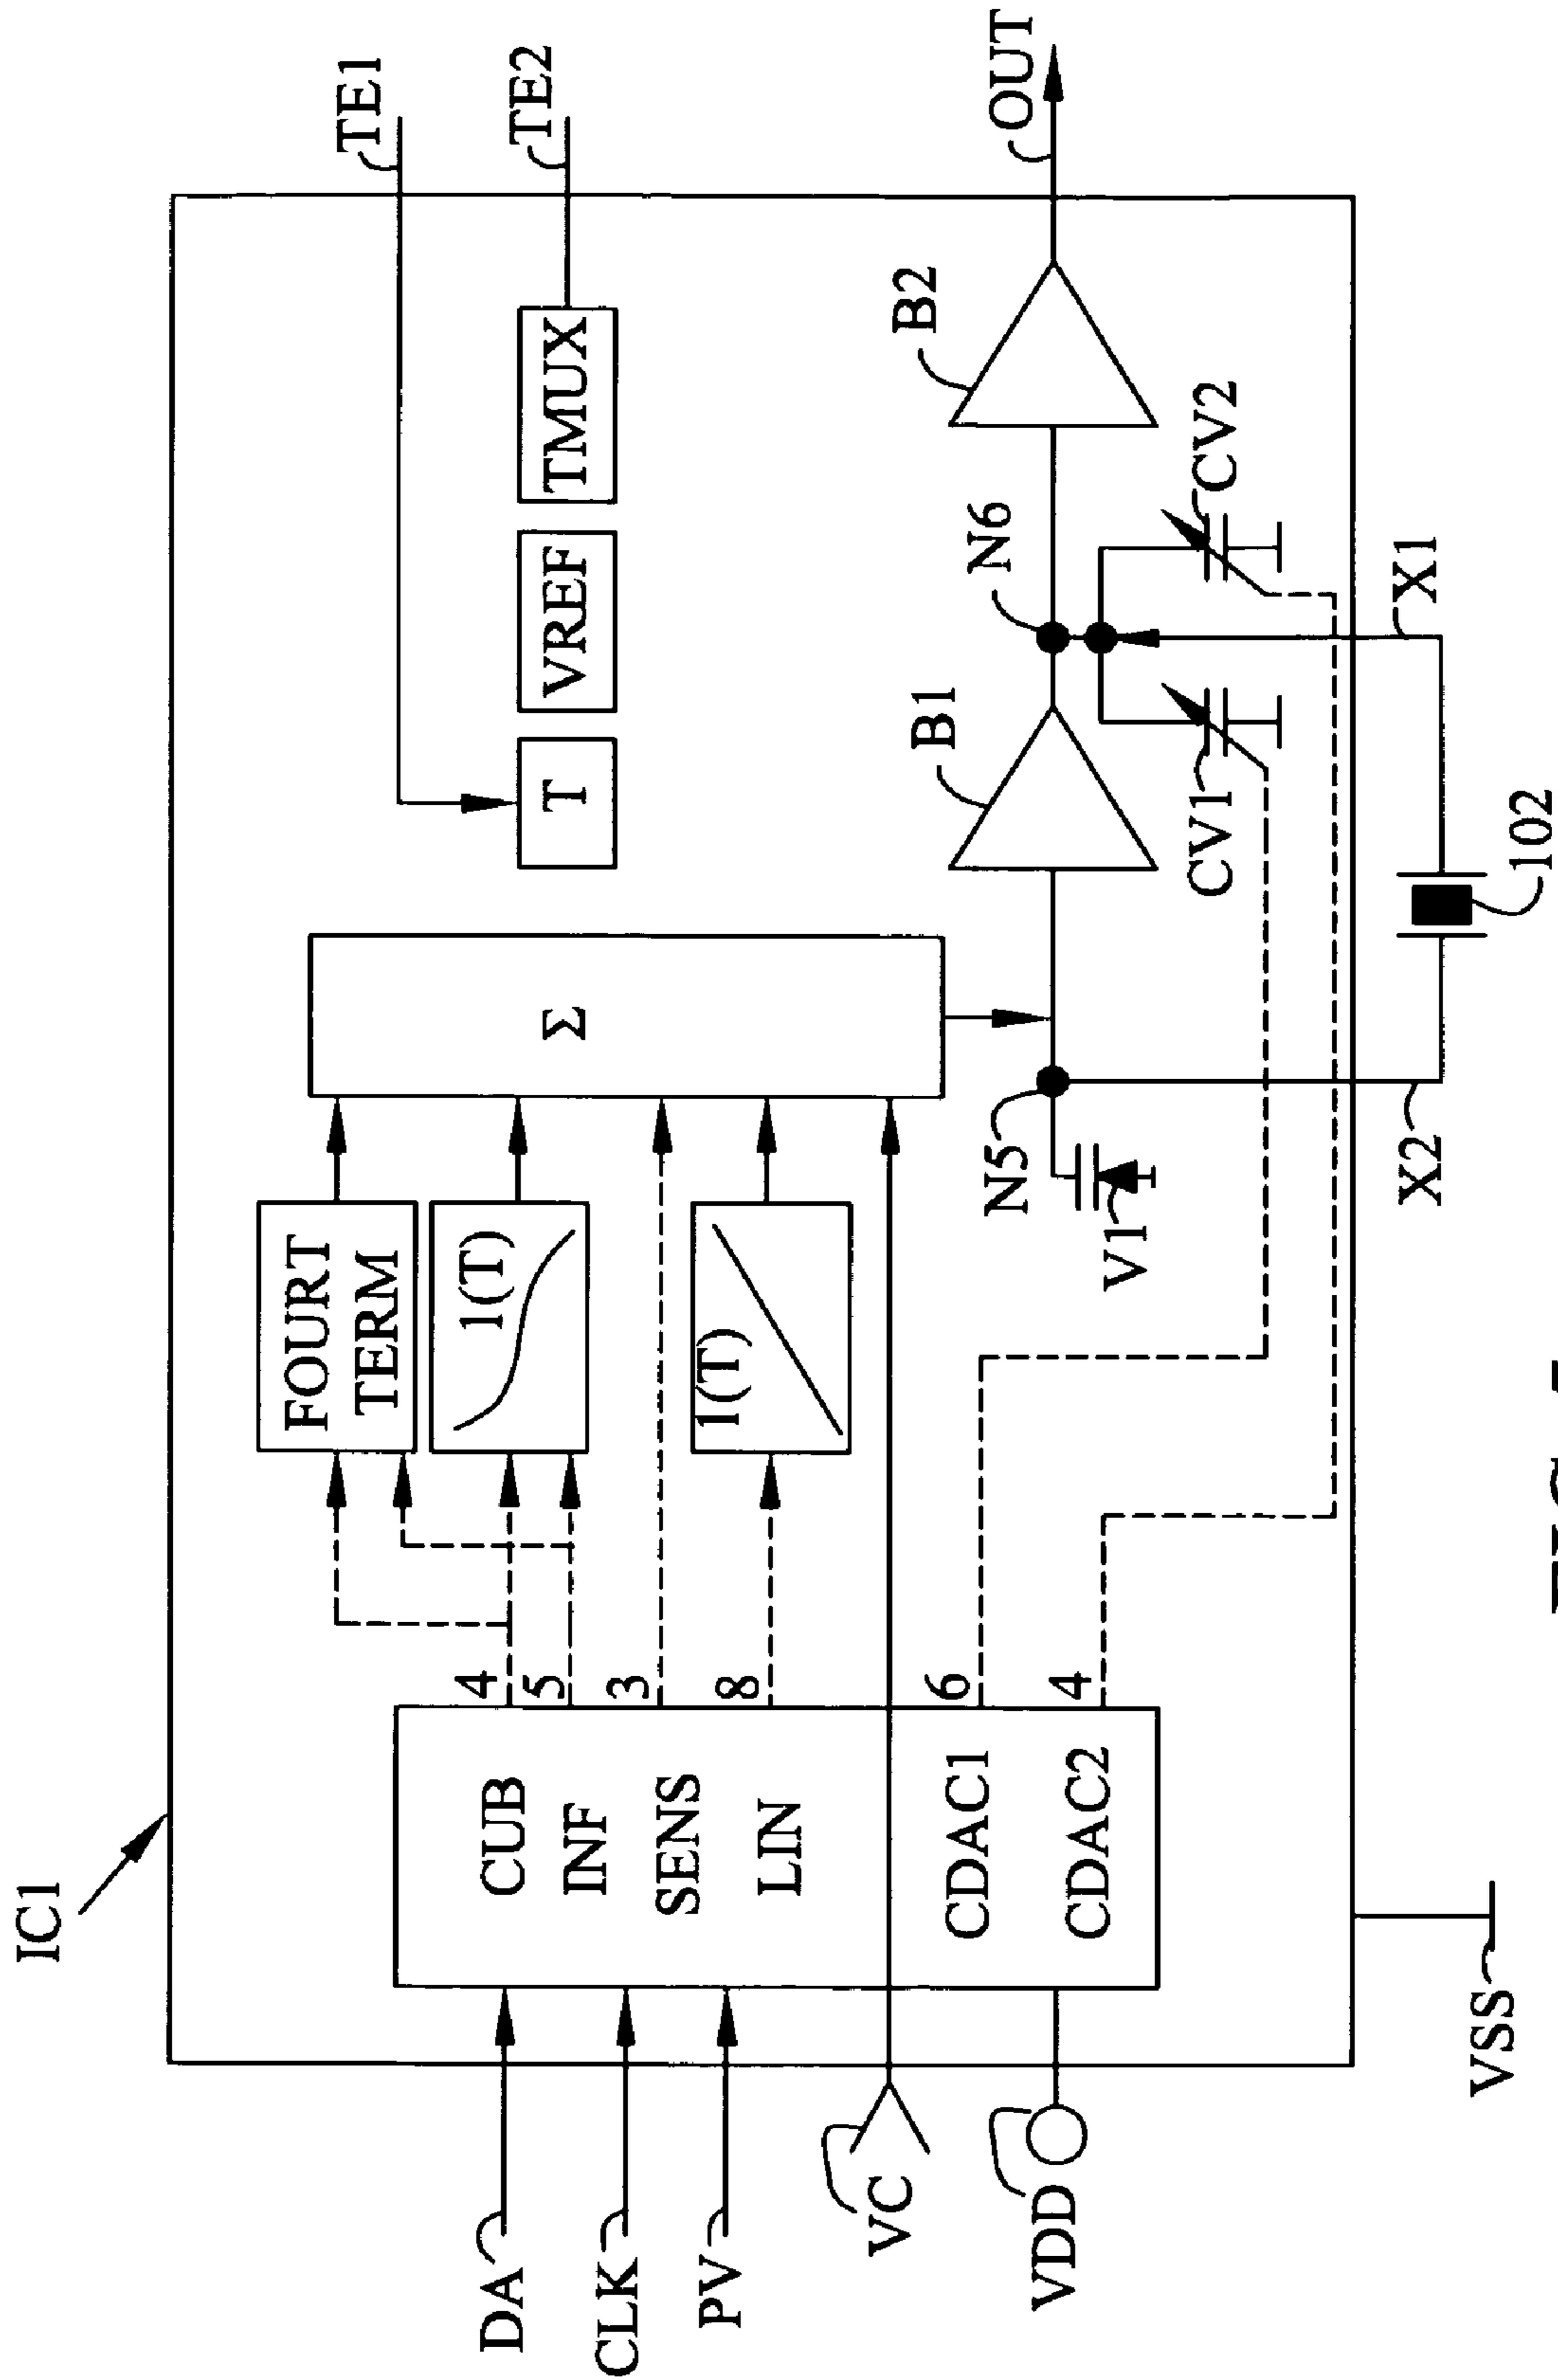 IC1
TE1
TE2
FOURT
TERM
1(T)
Σ
T
VREF
TMUX
4
5
3
8
6
4
CUB
INF
SENS
LIN
CDAC1
CDAC2
1(T)
DA
CLK
PV
VC
VDD
VSS
N5
V1
B1
N6
B2
OUT
CV1
CV2
X2
X1
102